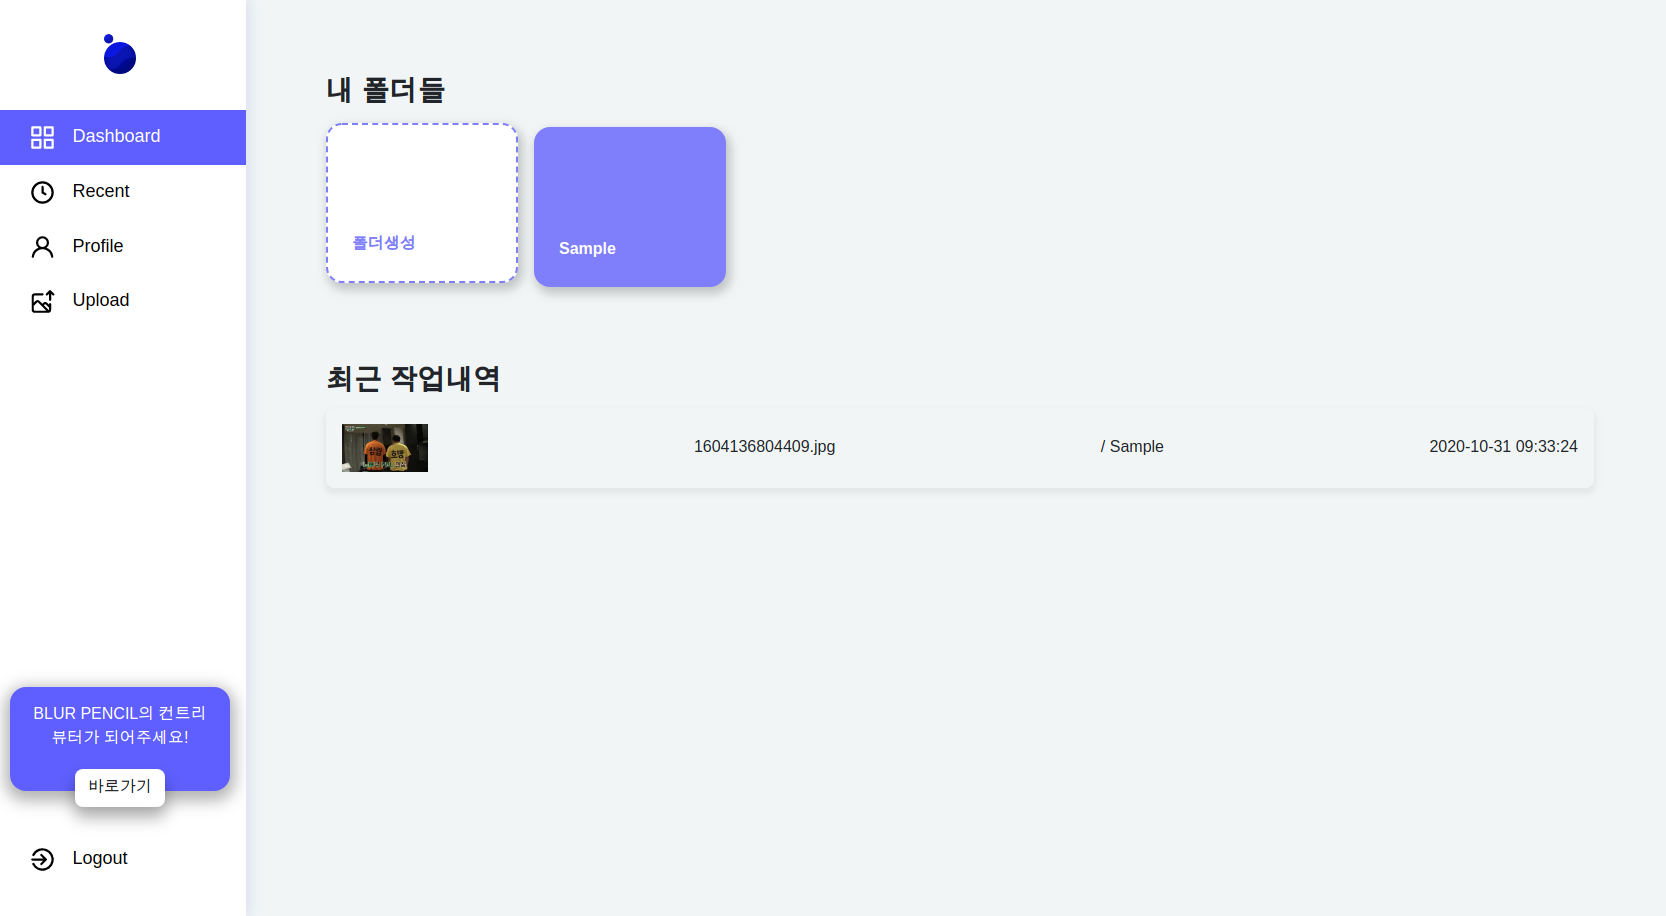 Dashboard
Recent
Profile
Upload
BLUR PENCIL의 컨트리
뷰터가 되어주세요!
바로가기
Logout
내 폴더들
폴더생성
Sample
최근 작업내역
1604136804409.jpg
/ Sample
2020-10-31 09:33:24